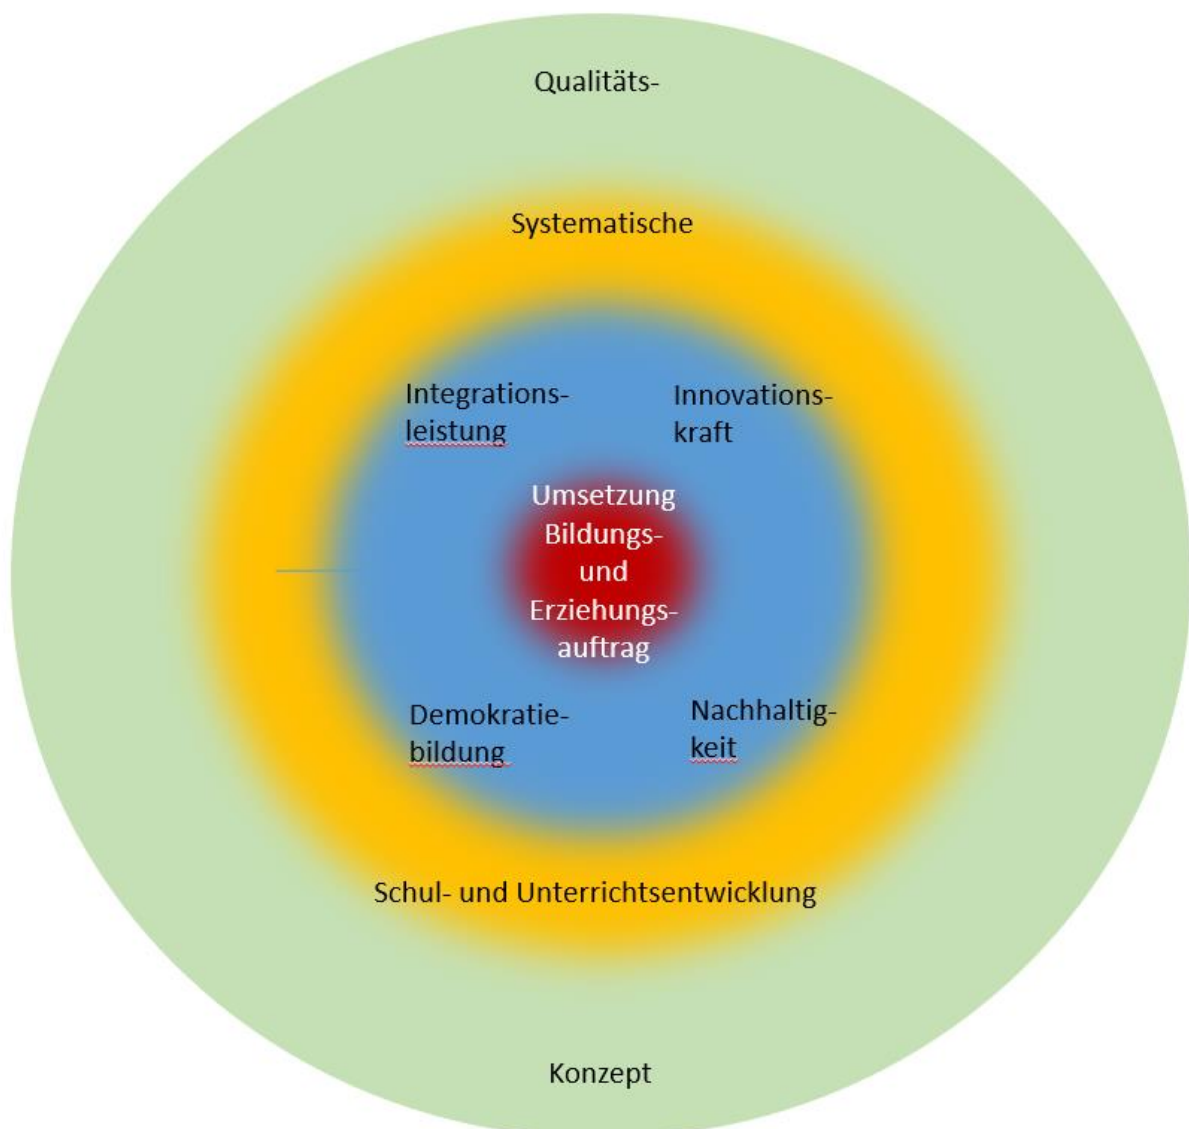 Qualitäts-
Systematische
Integrations-
leistung
Innovations-
kraft
Umsetzung
Bildungs-
und
Erziehungs-
auftrag
Demokratie-
bildung
Nachhaltig-
keit
Schul- und Unterrichtsentwicklung
Konzept